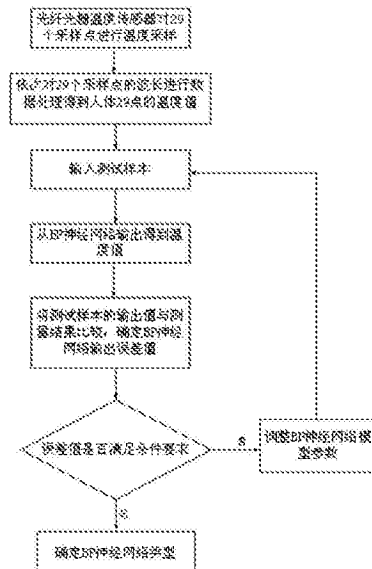 光纤光栅温度传感器对29
个采样点进行温度采样
依次对29个采样点的波长进行数
据处理得到人体29点的温度值
输入测试样本
从BP神经网络输出得到温
度值
将测试样本的输出值与测
量结果比较，确定BP神经
网络输出误差值
误差值是否满足条件要求
调整BP神经网络模
型参数
确定BP神经网络类型